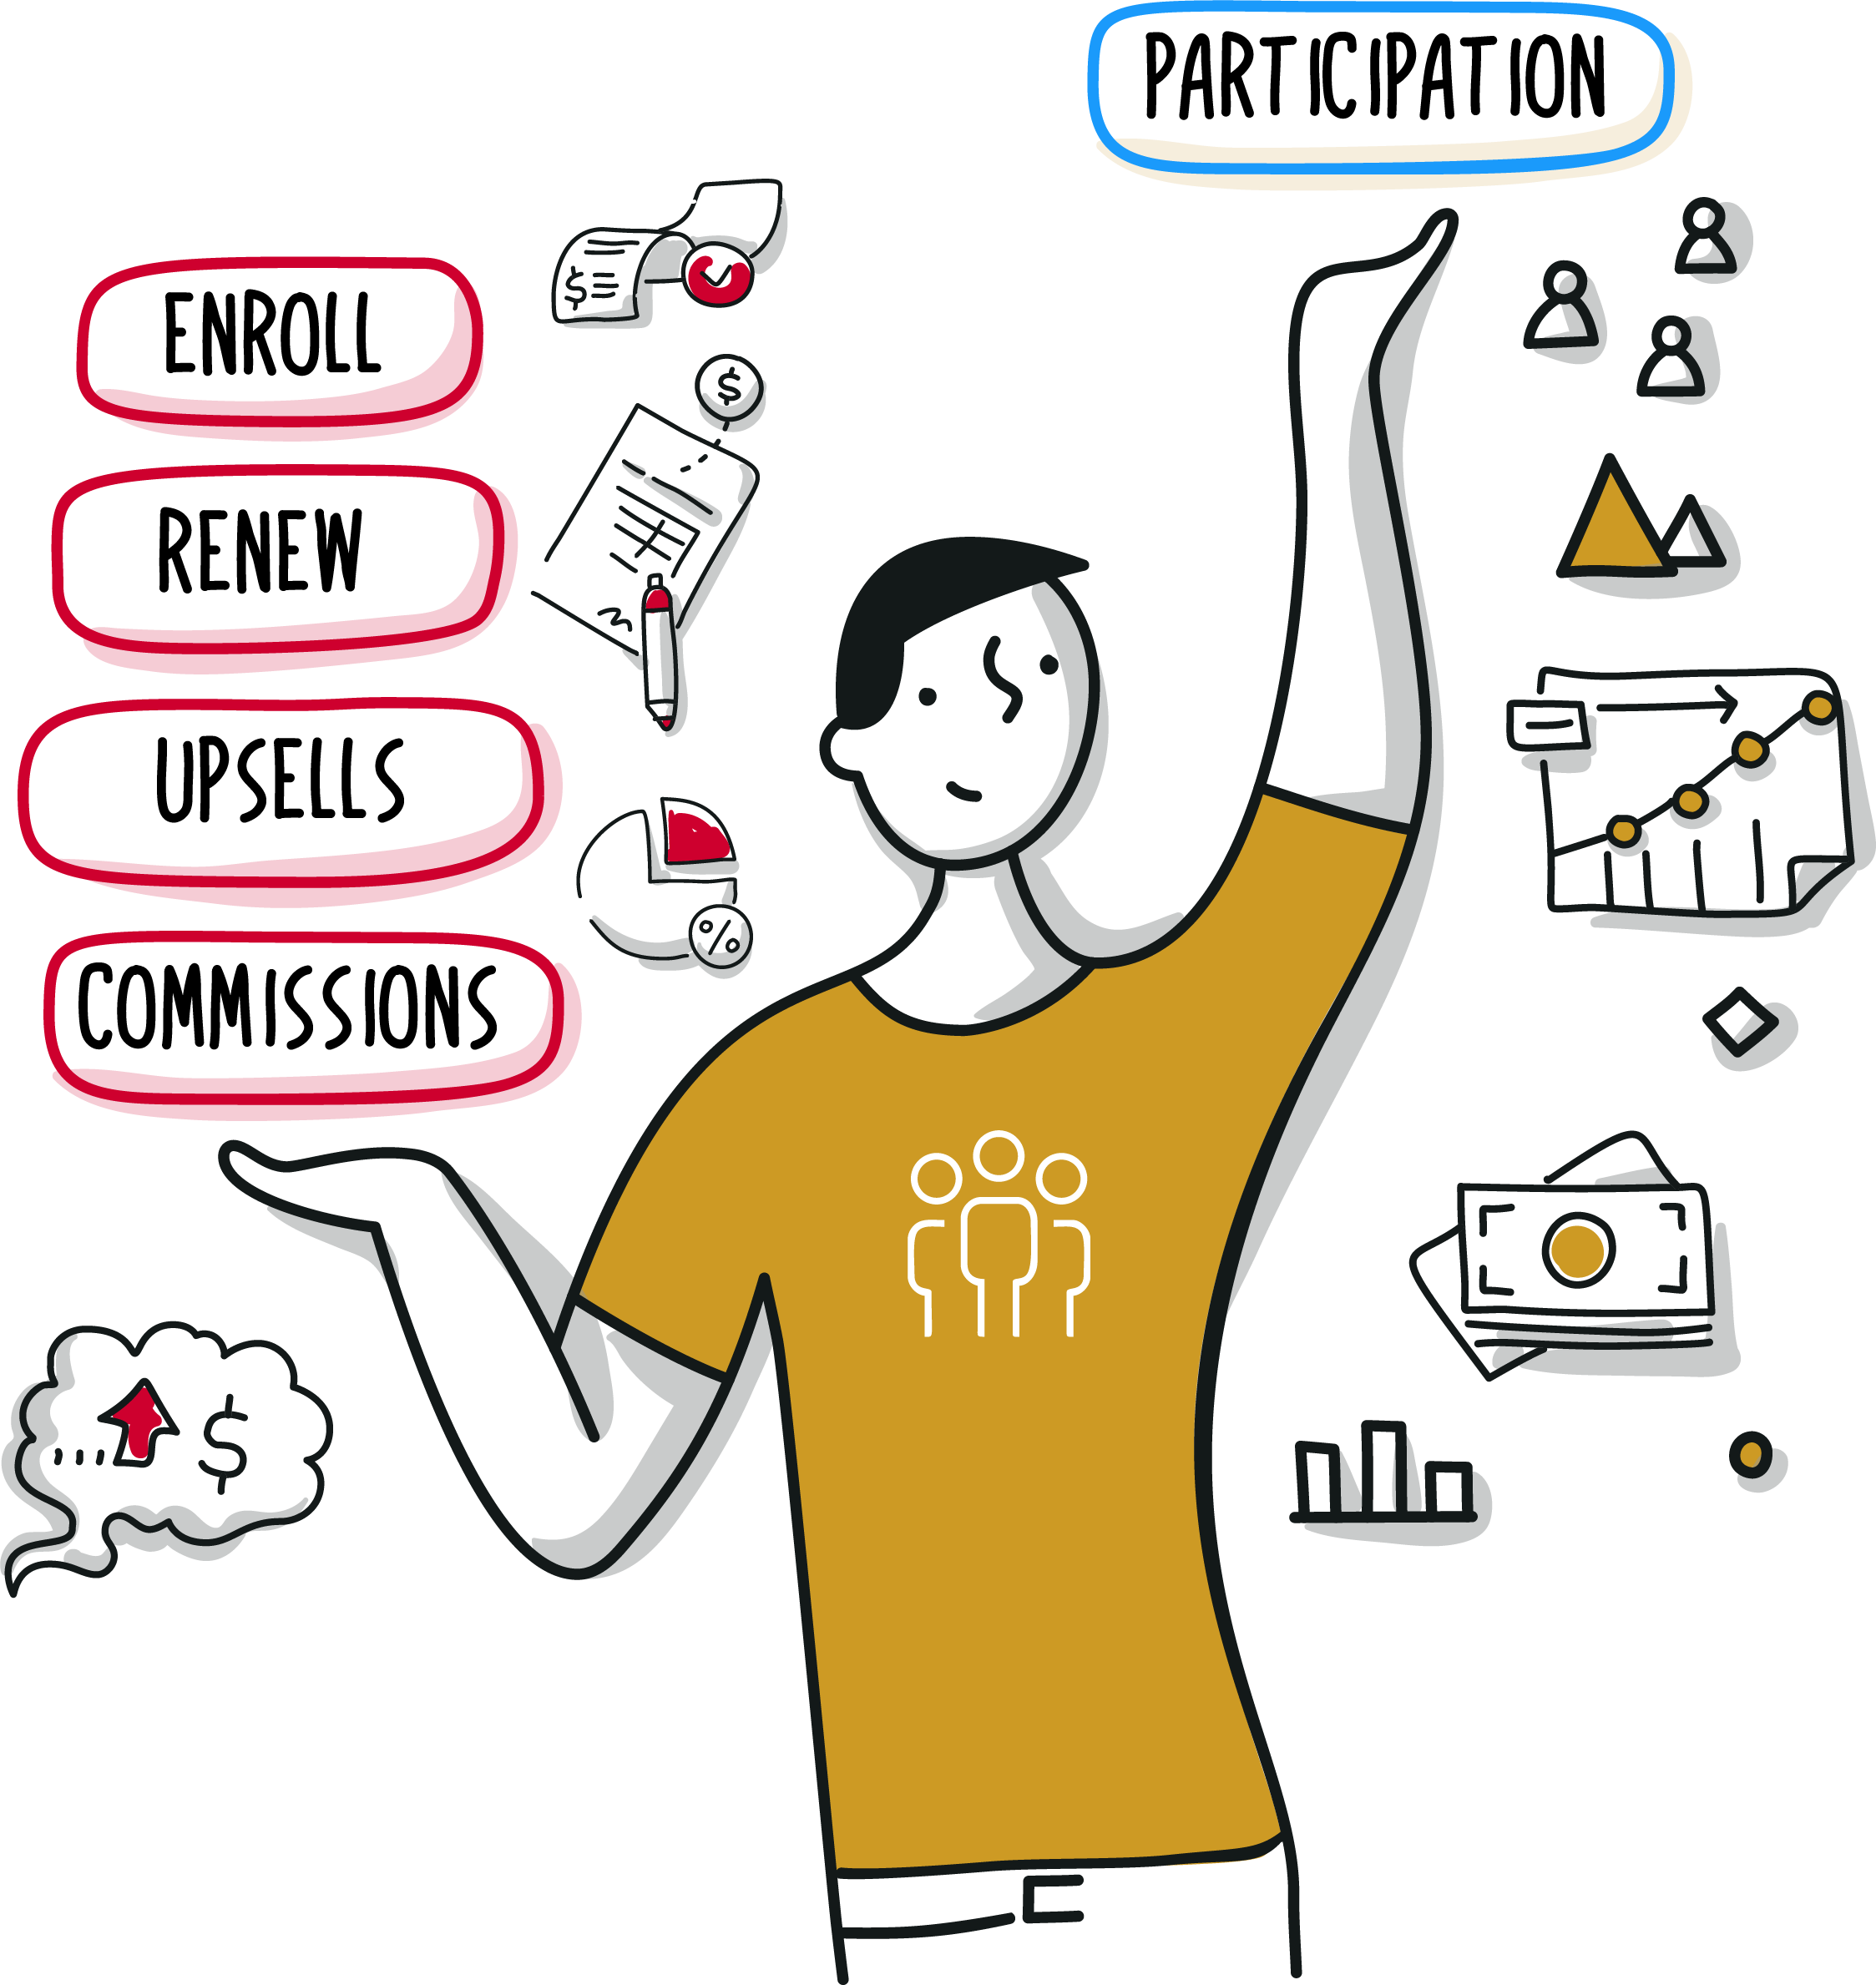 PARTICIPATION
ENROLL
$
$
RENEW
UPSELLS
%
COMMISSIONS
$